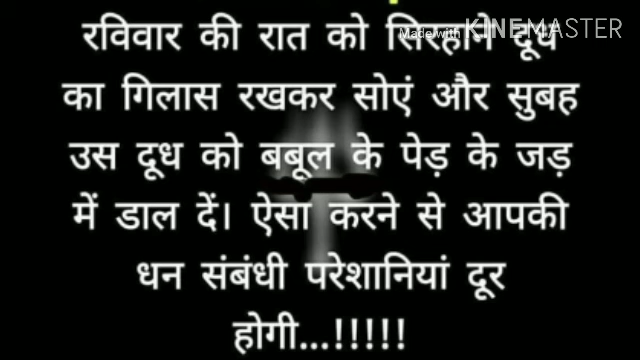 रविवार की रात को सिरहाने दूध
Made with KINEMASTER
का गिलास रखकर सोएं और सुबह
उस दूध को बबूल के पेड़ के जड़
में डाल दें। ऐसा करने से आपकी
धन संबंधी परेशानियां दूर
होगी...!!!!!